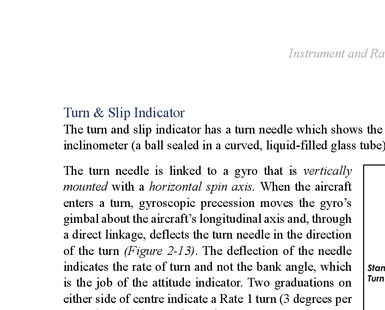 Instrument and Ra
Turn & Slip Indicator
The turn and slip indicator has a turn needle which shows the
inclinometer (a ball sealed in a curved, liquid-filled glass tube)
The turn needle is linked to a gyro that is vertically
mounted with a horizontal spin axis. When the aircraft
enters a turn, gyroscopic precession moves the gyro's
gimbal about the aircraft's longitudinal axis and, through
a direct linkage, deflects the turn needle in the direction
of the turn (Figure 2-13). The deflection of the needle
indicates the rate of turn and not the bank angle, which
is the job of the attitude indicator. Two graduations on
either side of centre indicate a Rate 1 turn (3 degrees per
Stan
Turn